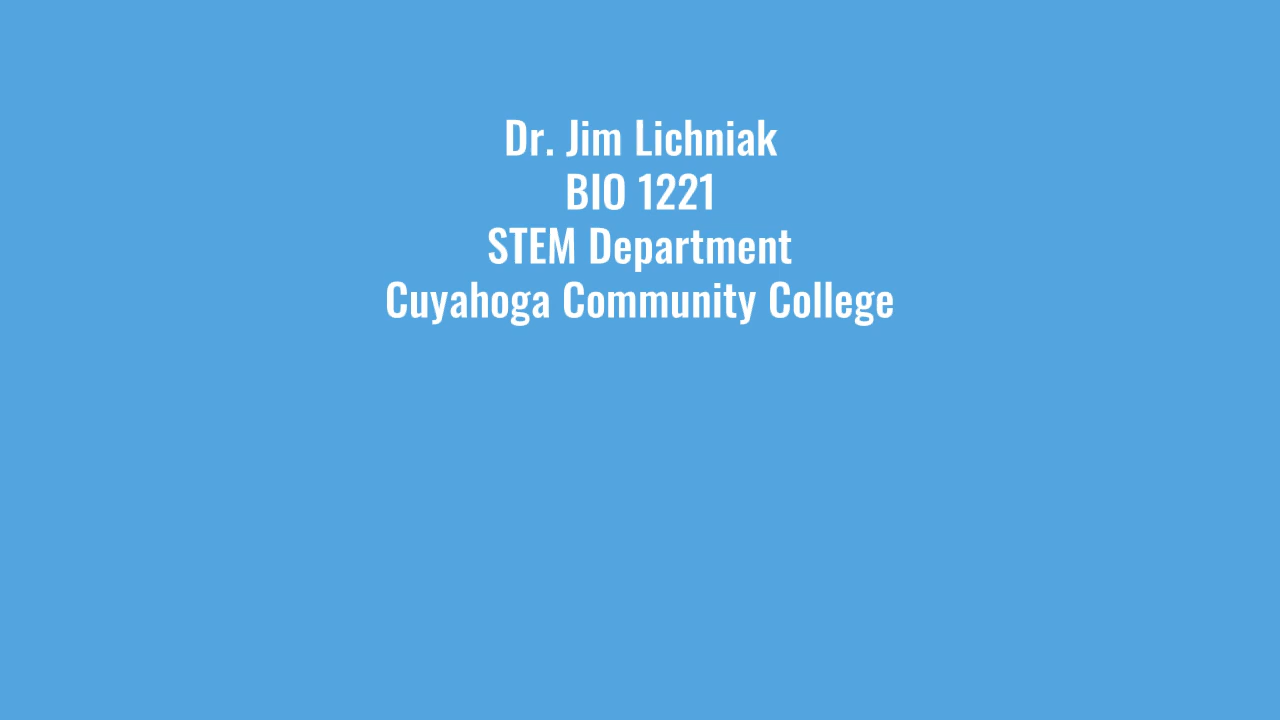 Dr. Jim Lichniak
BIO 1221
STEM Department
Cuyahoga Community College